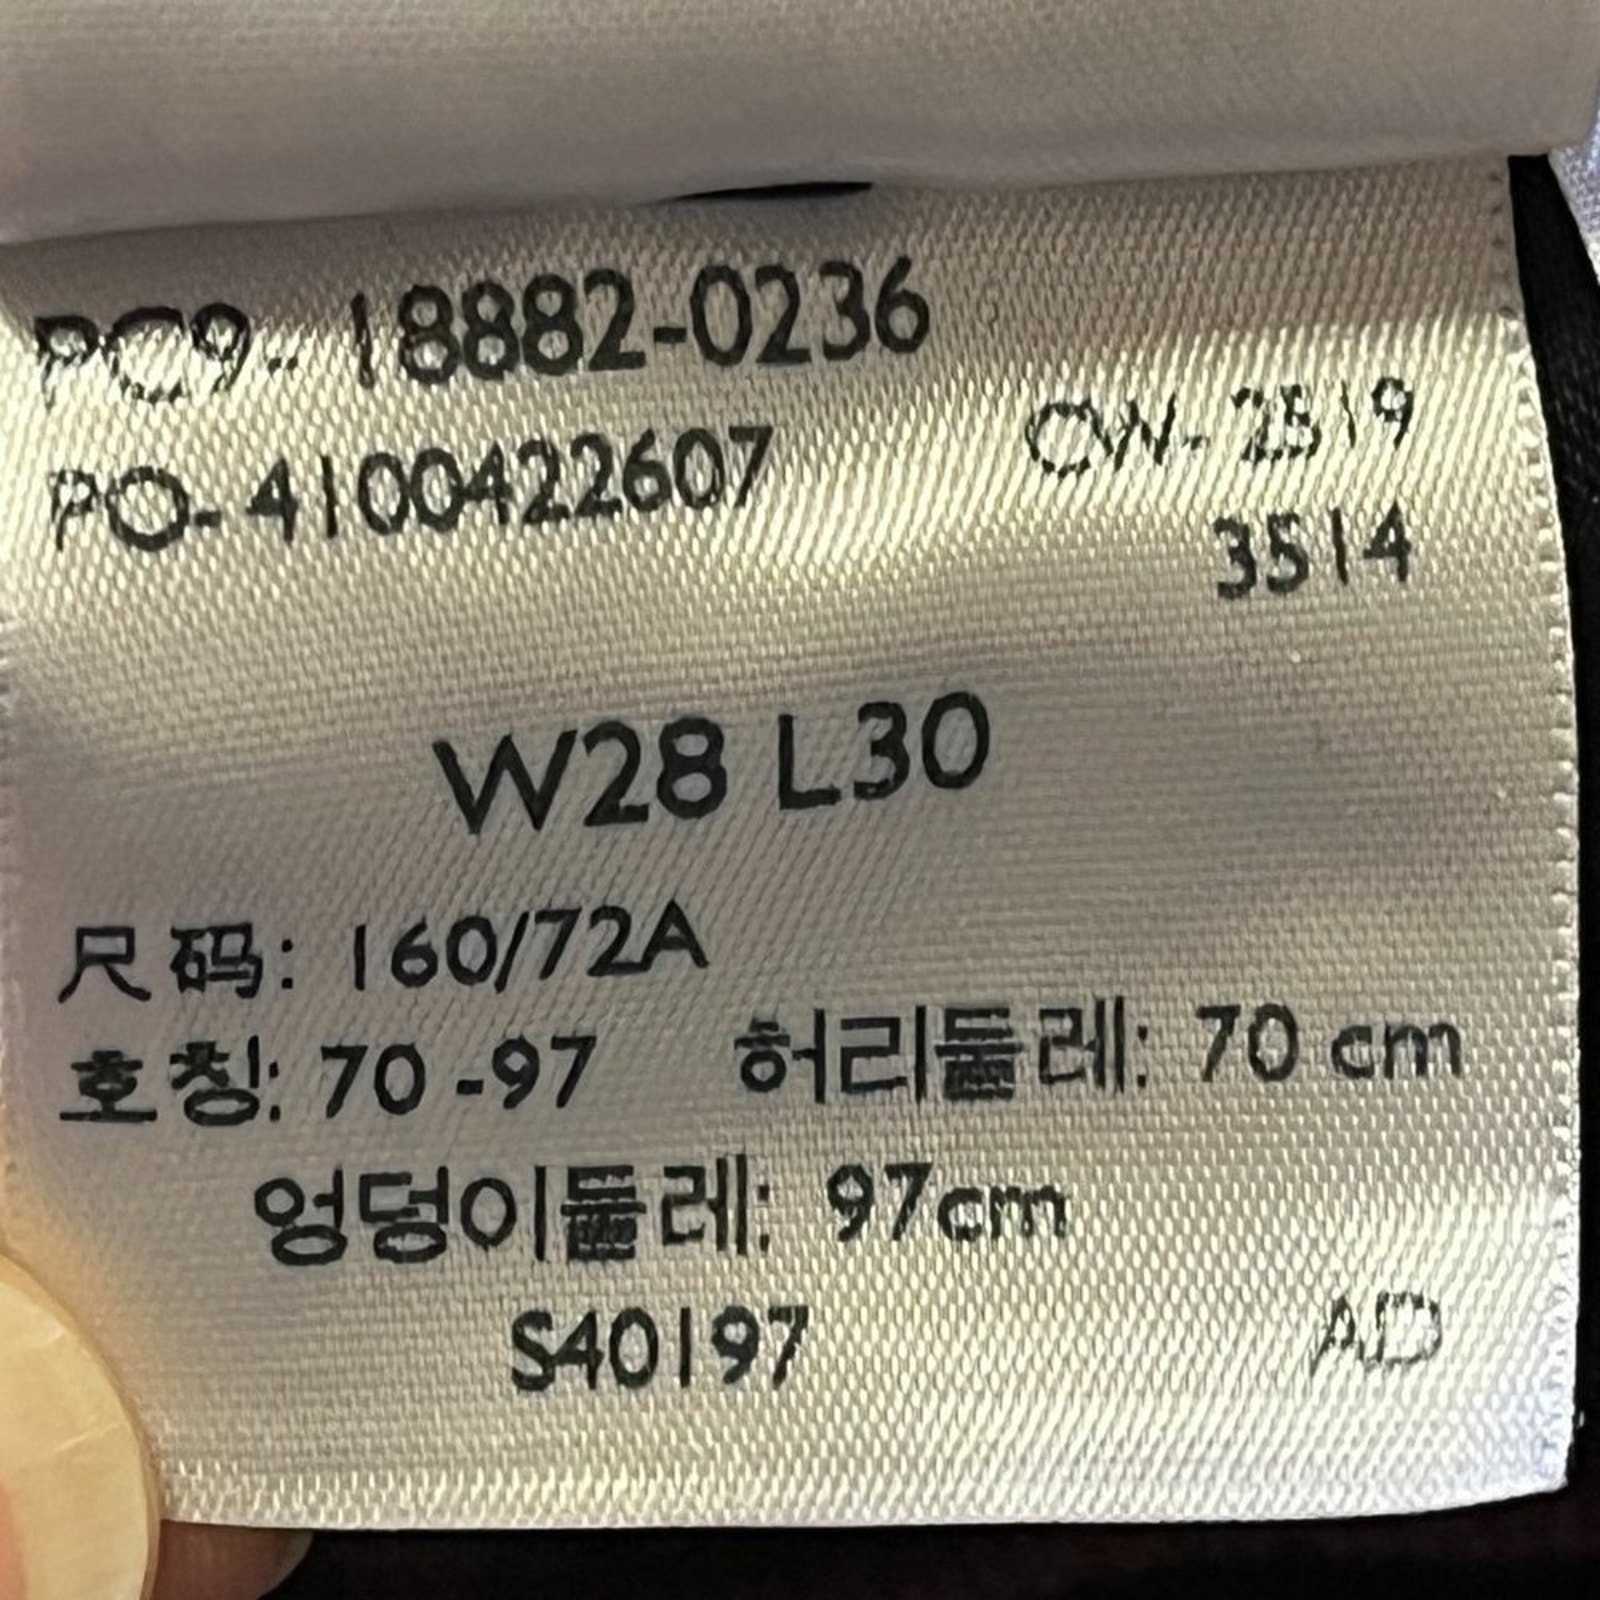 PC9-18882-0236
PO-4100422607 CW-2519
3514
W28 L30
尺码: 160/72A
호칭: 70-97 허리둘레: 70 cm
엉덩이둘레: 97cm
S40197 AD